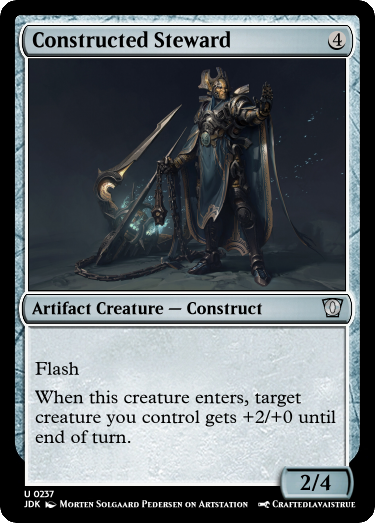 Constructed Steward 4
Artifact Creature — Construct
Flash
When this creature enters, target
creature you control gets +2/+0 until
end of turn.
2/4
U 0237
JDK Morten Solgaard Pedersen on Artstation Craftedlavaistrue